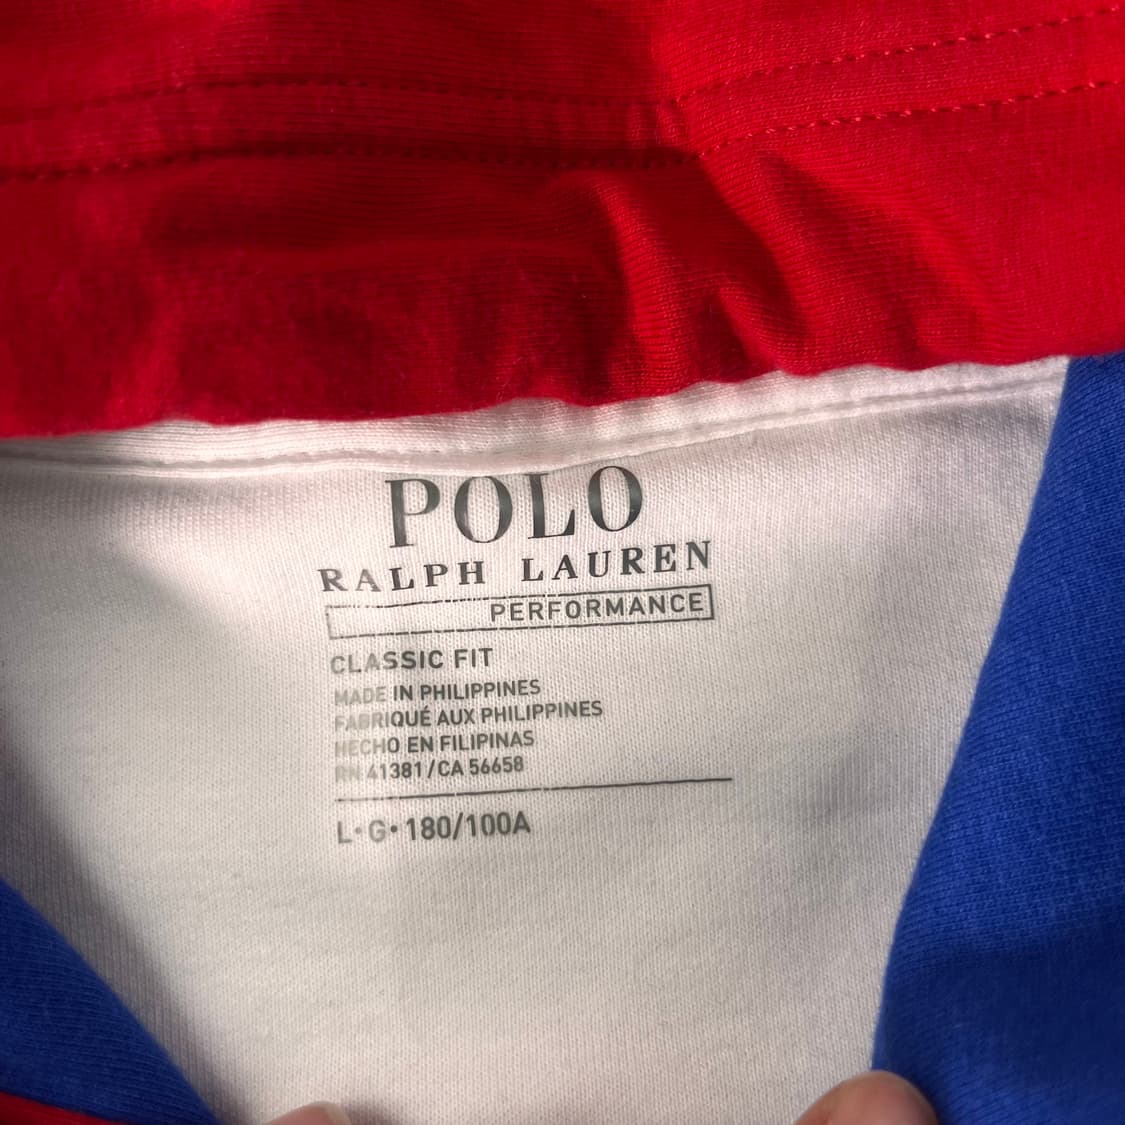 POLO
RALPH LAUREN
PERFORMANCE
CLASSIC FIT
MADE IN PHILIPPINES
FABRIQUÉ AUX PHILIPPINES
HECHO EN FILIPINAS
RN 41381/CA 56658
L•G•180/100A